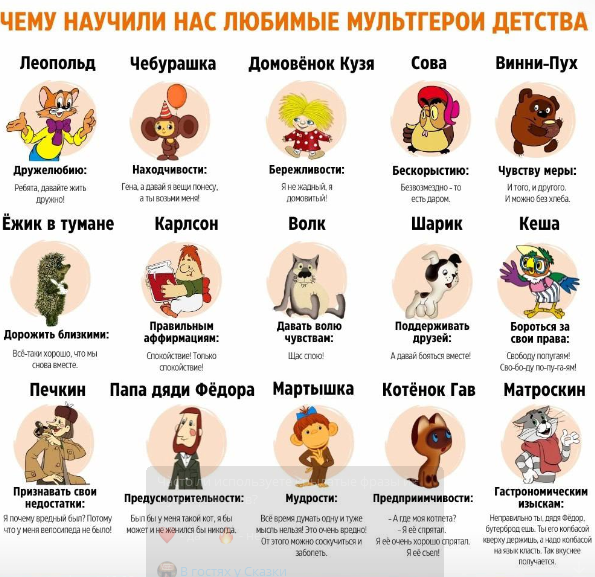 ЧЕМУ НАУЧИЛИ НАС ЛЮБИМЫЕ МУЛЬТГЕРОИ ДЕТСТВА
Леопольд
Дружелюбию:
Ребята, давайте жить
дружно!
Чебурашка
Находчивости:
Гена, а давай я вещи понесу,
а ты возьми меня!
Домовёнок Кузя
Бережливости:
Я не жадный, я
домовитый!
Сова
Бескорыстию:
Безвозмездно - то
есть даром.
Винни-Пух
Чувству меры:
И того, и другого.
И можно без хлеба.
Ёжик в тумане
Дорожить близкими:
Всё-таки хорошо, что мы
снова вместе.
Карлсон
Правильным
аффирмациям:
Спокойствие! Только
спокойствие!
Волк
Давать волю
чувствам:
Щас спою!
Шарик
Поддерживать
друзей:
А давай бояться вместе!
Кеша
Бороться за
свои права:
Свободу попугаям!
Сво-бо-ду по-пу-га-ям!
Печкин
Признавать свои
недостатки:
Я почему вредный был? Потому
что у меня велосипеда не было!
Папа дяди Фёдора
Предусмотрительности:
Был бы у меня такой кот, я бы
может и не женился бы никогда.
Мартышка
Мудрости:
Всё время думать одну и туже
мысль нельзя! Это очень вредно!
От этого можно соскучиться и
заболеть.
Котёнок Гав
Предприимчивости:
- А где моя котлета?
- Я её спрятал.
Я её очень хорошо спрятал.
Я её съел!
Матроскин
Гастрономическим
изыскам:
Неправильно ты, дядя Фёдор,
бутерброд ешь. Ты его колбасой
кверху держишь, а надо колбасой
на язык класть. Так вкуснее
получается.
В гостях у Сказки